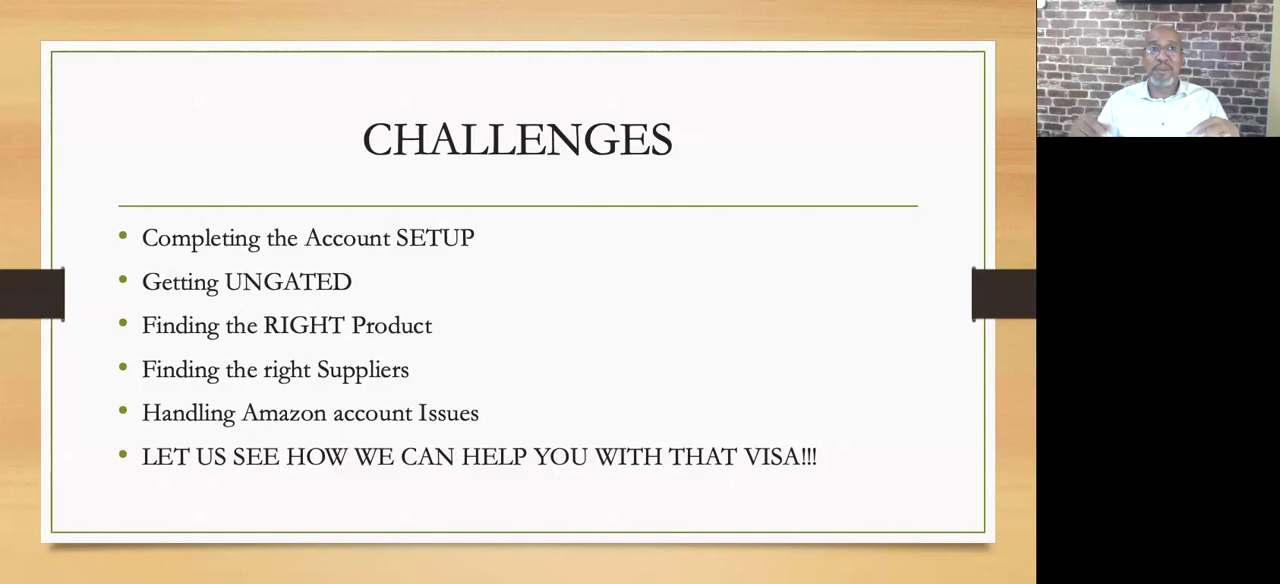 CHALLENGES
Completing the Account SETUP
Getting UNGATED
Finding the RIGHT Product
Finding the right Suppliers
Handling Amazon account Issues
LET US SEE HOW WE CAN HELP YOU WITH THAT VISA!!!